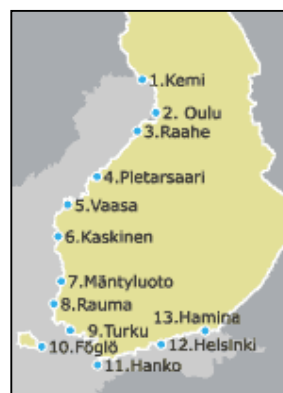 1.Kemi
2. Oulu
3.Raahe
4.Pletarsaari
5.Vaasa
6.Kaskinen
7.Mäntyluoto
8.Rauma
13.Hamina
9.Turku
12.Helsinki
10.Föglö
11.Hanko